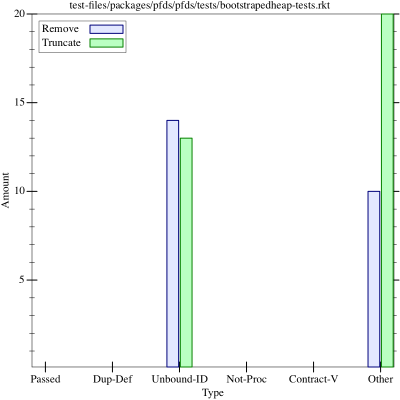 test-files/packages/pfds/pfds/tests/bootstrapedheap-tests.rkt
20
Remove
Truncate
15
10
Amount
5
Passed Dup-Def Unbound-ID Not-Proc Contract-V Other
Type